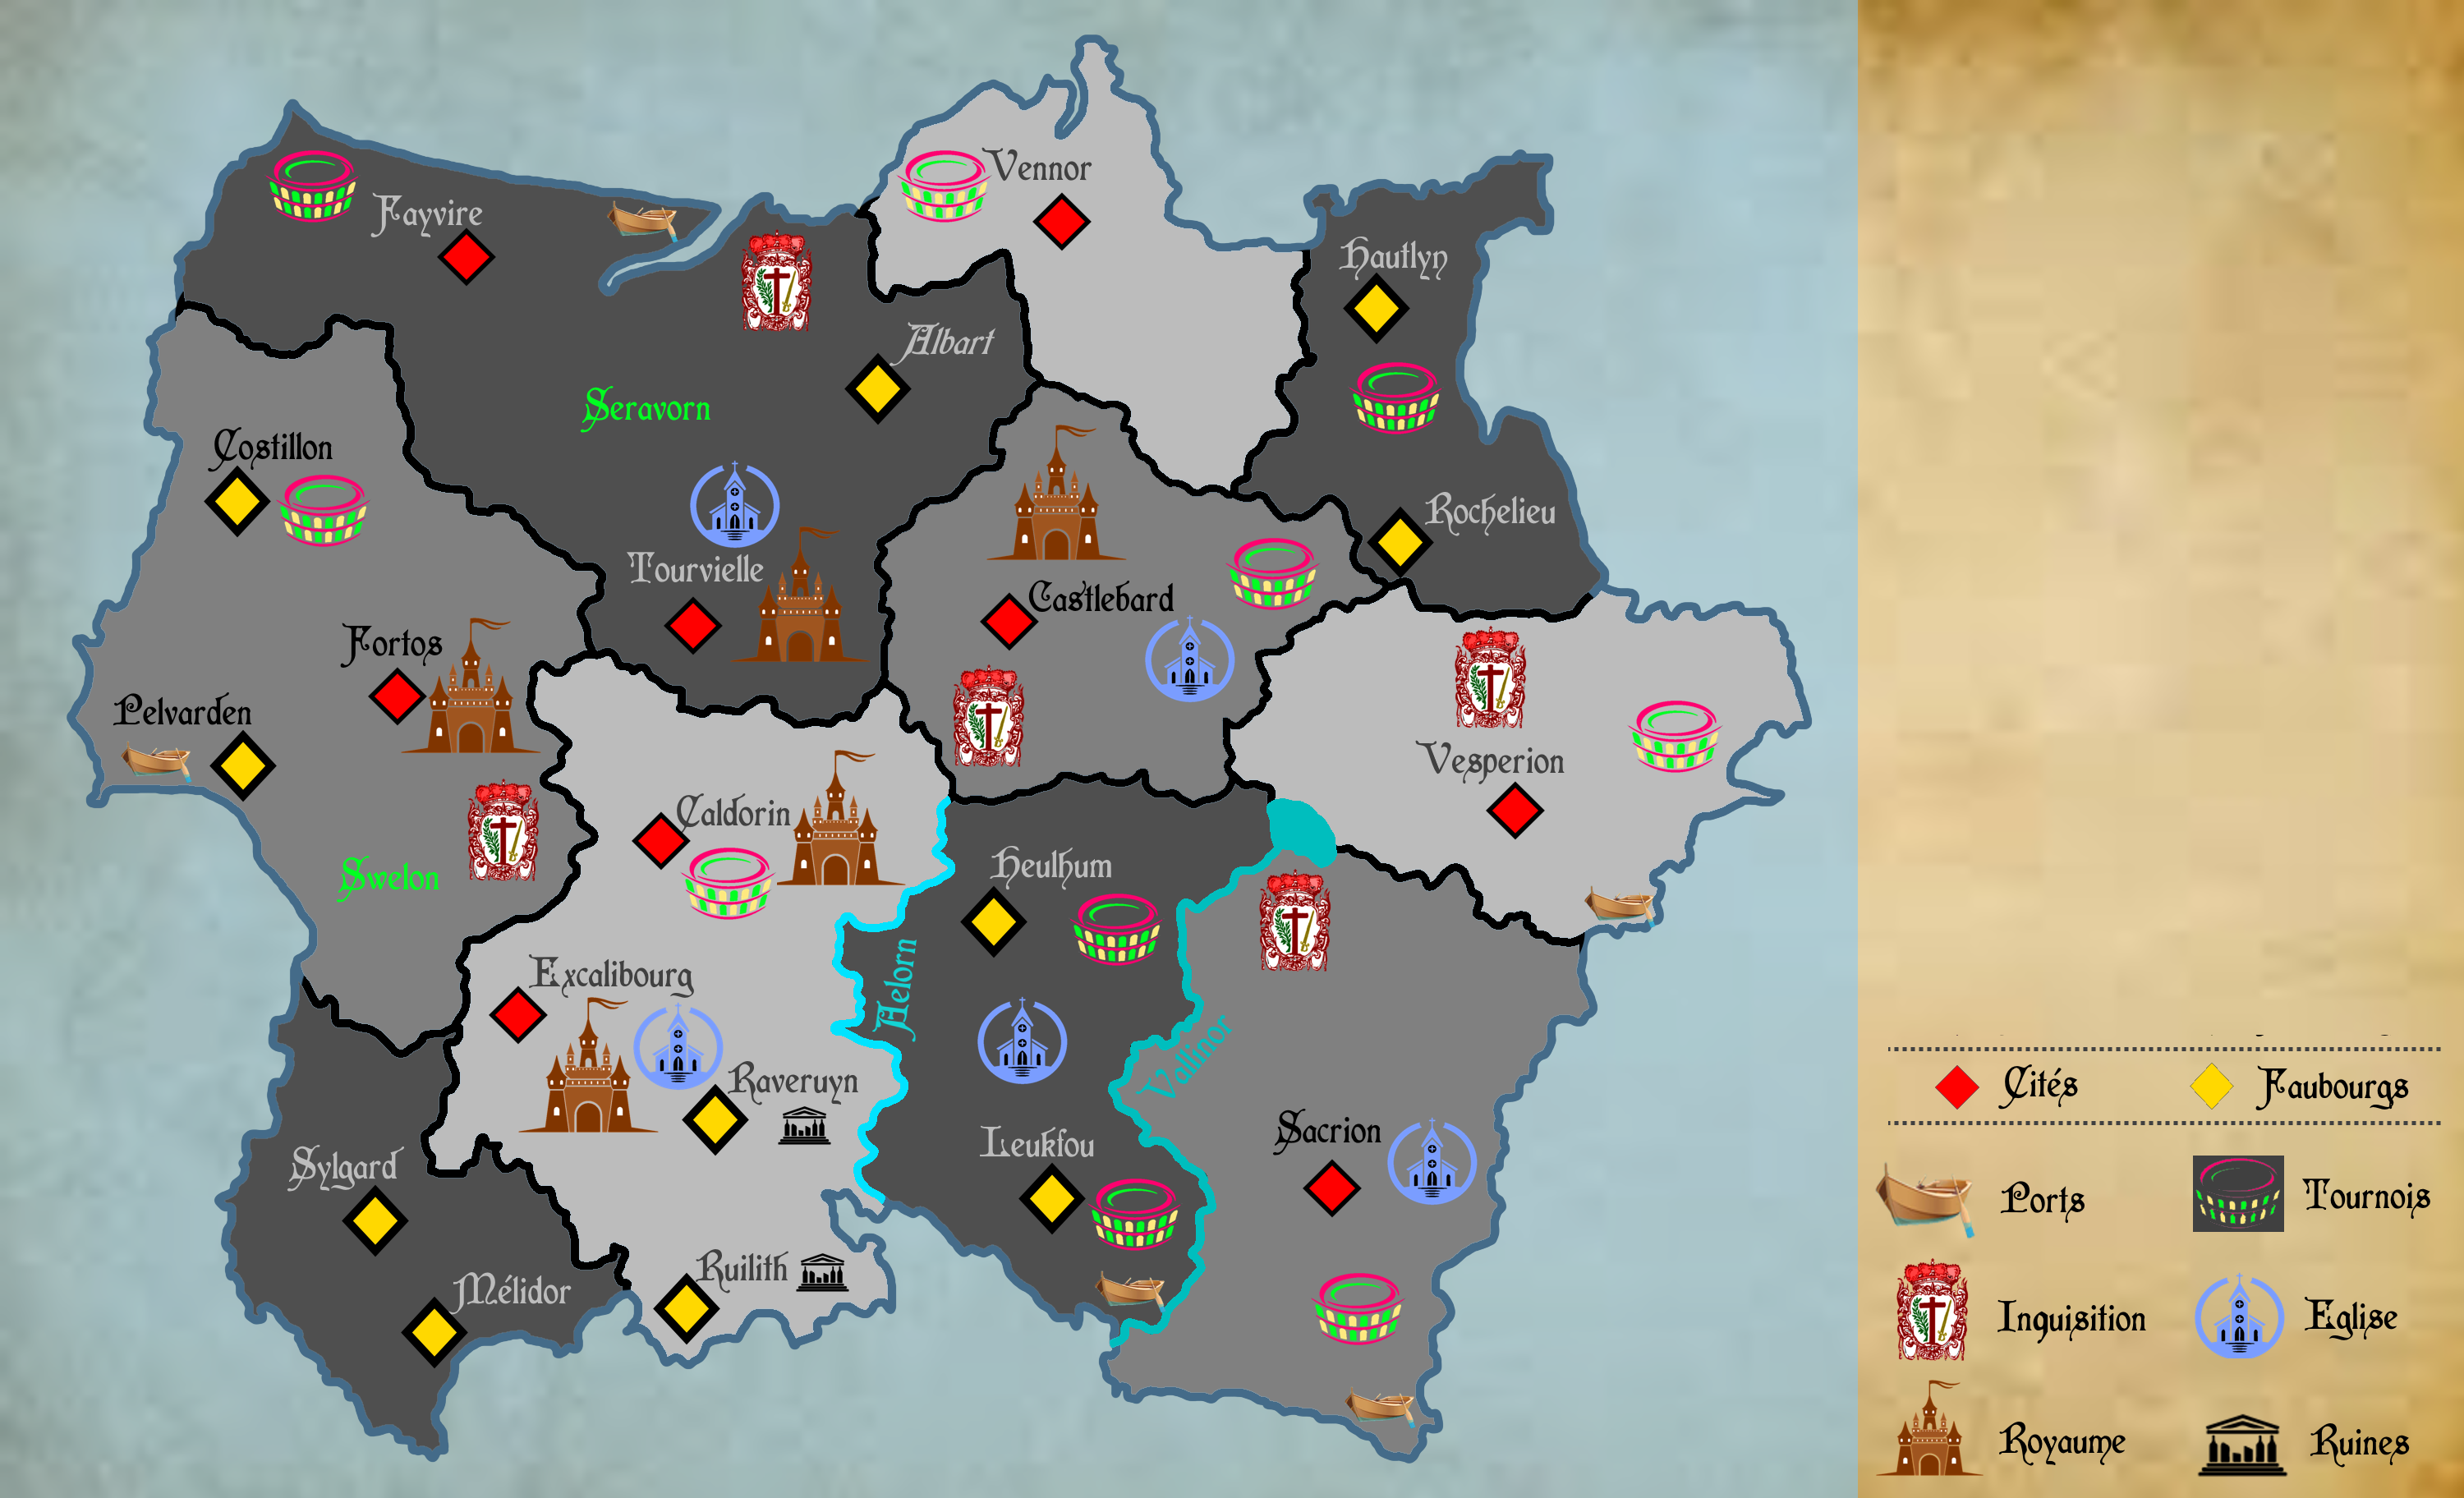 Vennor
Fayvire
Hautlyn
Albart
Seravorn
Costillon
Rochelieu
Tourvielle
Castlebard
Fortos
Pelvarden
Vesperion
Caldorin
Heulhum
Swelon
Excalibourg
Aelorn
Vallinor
Raveruyn
Leukfou
Sacrion
Sylgard
Ruilith
Mélidor
Cités
Faubourgs
Ports
Tournois
Inquisition
Eglise
Royaume
Ruines